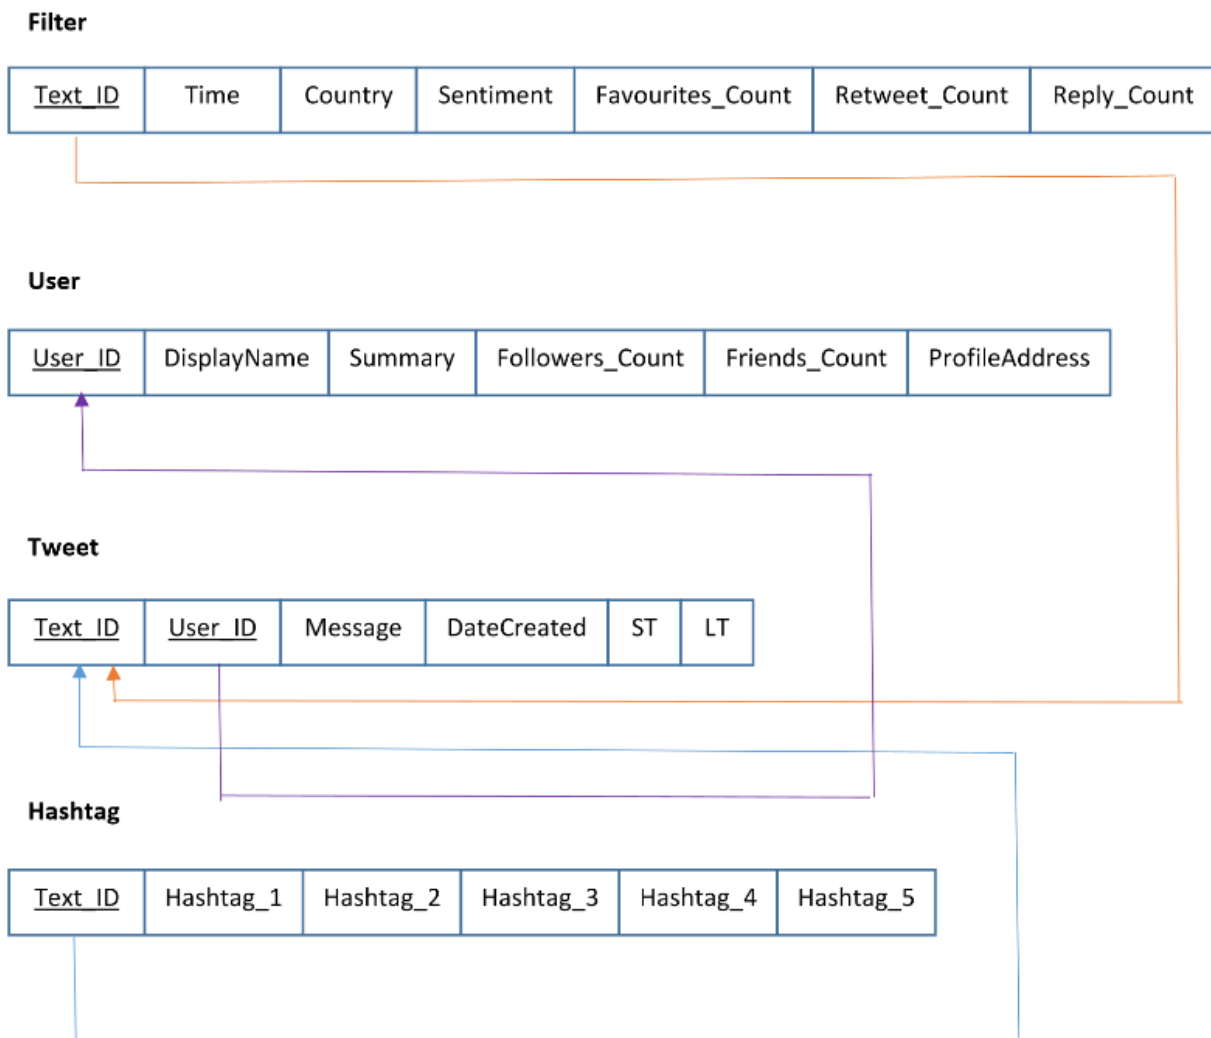 Filter
Text_ID Time Country Sentiment Favourites_Count Retweet_Count Reply_Count
User
User_ID DisplayName Summary Followers_Count Friends_Count ProfileAddress
Tweet
Text_ID User_ID Message DateCreated ST LT
Hashtag
Text_ID Hashtag_1 Hashtag_2 Hashtag_3 Hashtag_4 Hashtag_5